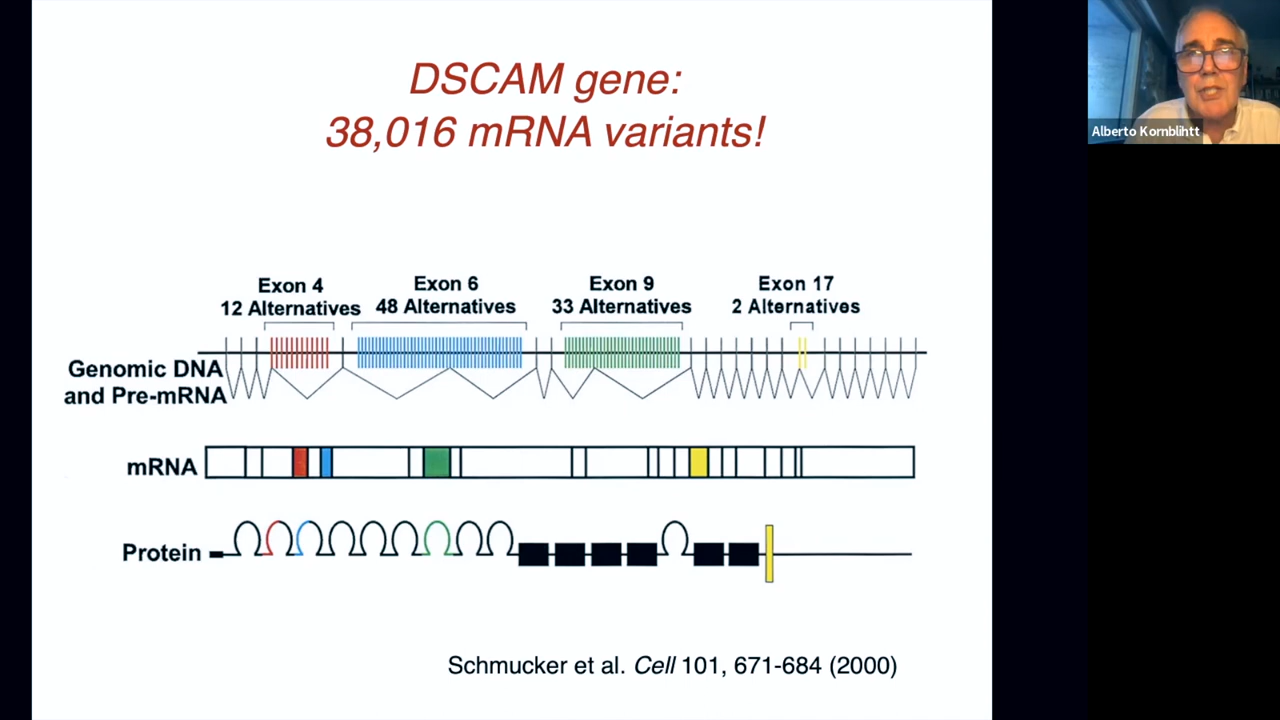 DSCAM gene:
38,016 mRNA variants!
Exon 4
12 Alternatives
Exon 6
48 Alternatives
Exon 9
33 Alternatives
Exon 17
2 Alternatives
Genomic DNA
and Pre-mRNA
mRNA
Protein
Schmucker et al. Cell 101, 671-684 (2000)
Alberto Kornblihtt